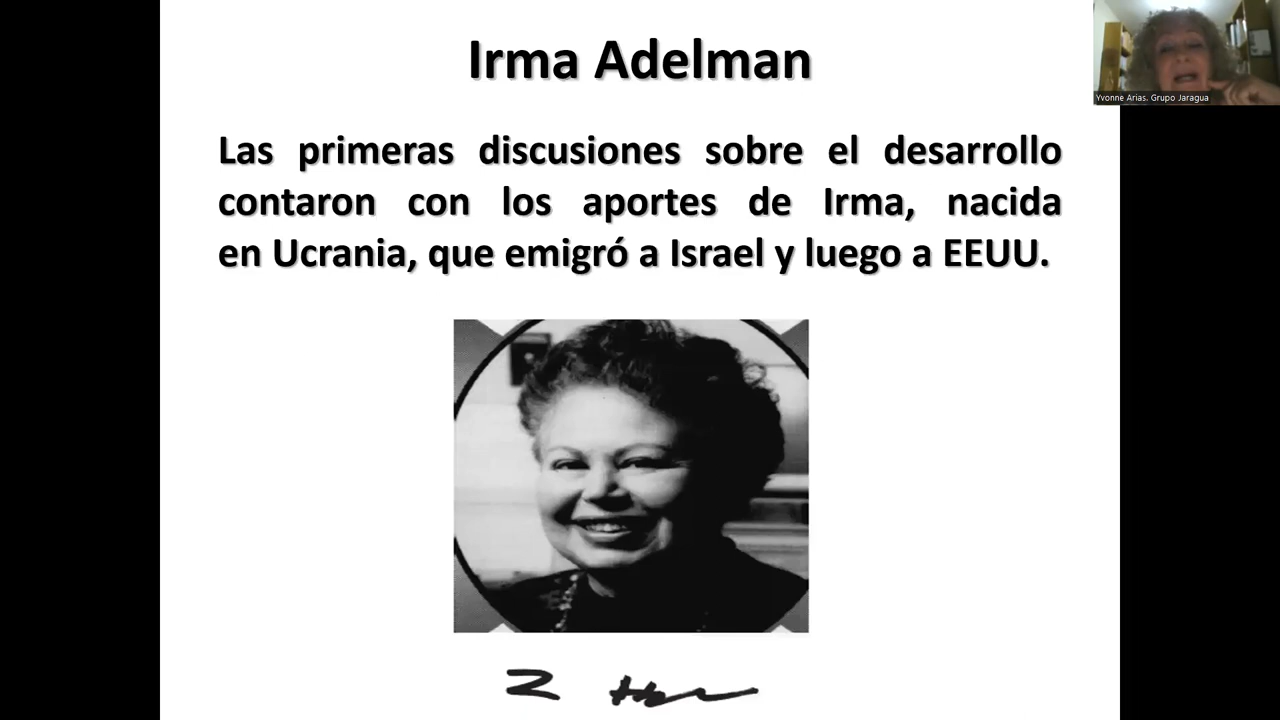 Irma Adelman
Yvonne Arias. Grupo Jaragua
Las primeras discusiones sobre el desarrollo
contaron con los aportes de Irma, nacida
en Ucrania, que emigró a Israel y luego a EEUU.